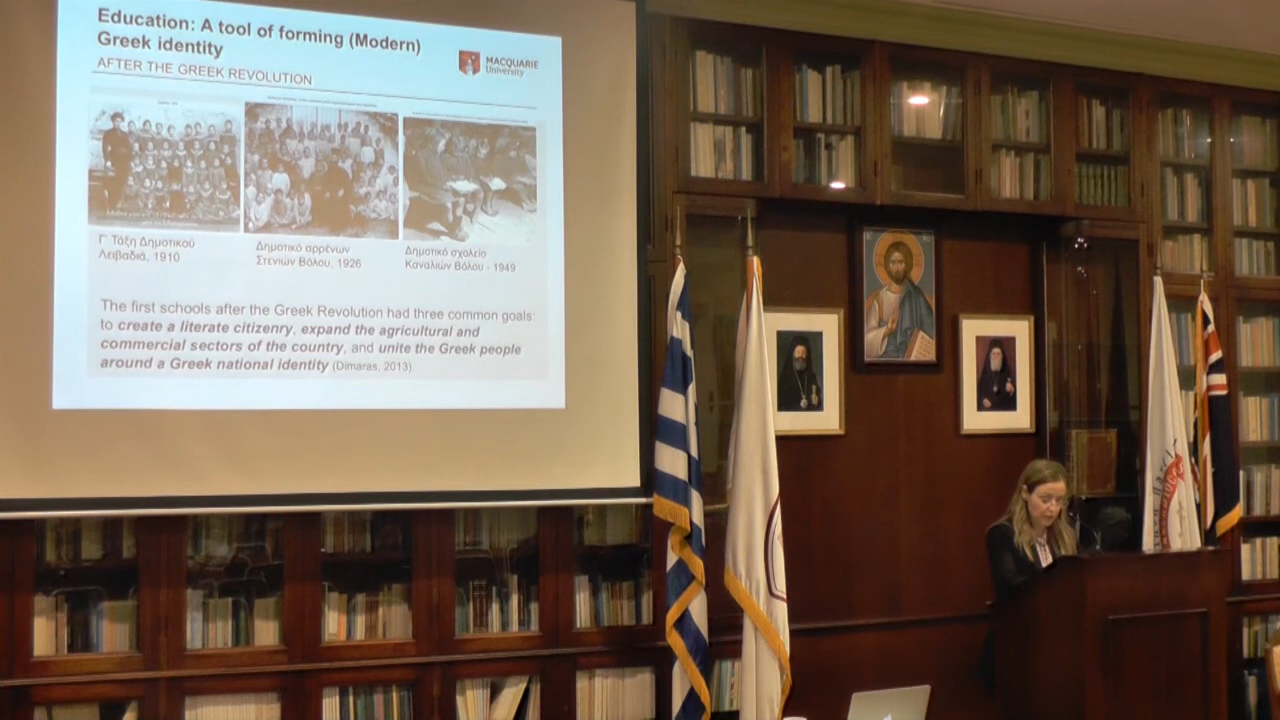 Education: A tool of forming (Modern)
Greek identity
AFTER THE GREEK REVOLUTION
MACQUARIE
University
Γ' Τάξη Δημοτικού
Λειβαδιά, 1910
Δημοτικό αρρένων
Στενιών Βόλου, 1926
Δημοτικό σχολείο
Καναλιών Βόλου - 1949
The first schools after the Greek Revolution had three common goals:
to create a literate citizenry, expand the agricultural and
commercial sectors of the country, and unite the Greek people
around a Greek national identity (Dimaras, 2013)